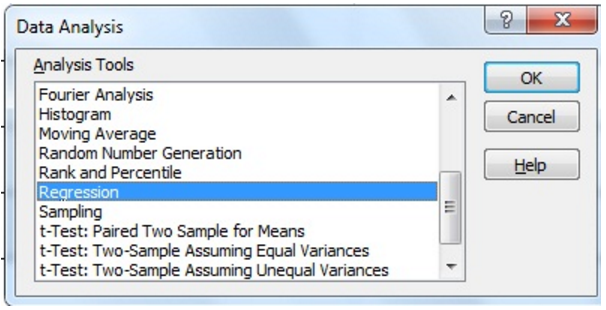 Data Analysis
?
X
Analysis Tools
Fourier Analysis
Histogram
Moving Average
Random Number Generation
Rank and Percentile
Regression
Sampling
t-Test: Paired Two Sample for Means
t-Test: Two-Sample Assuming Equal Variances
t-Test: Two-Sample Assuming Unequal Variances
OK
Cancel
Help